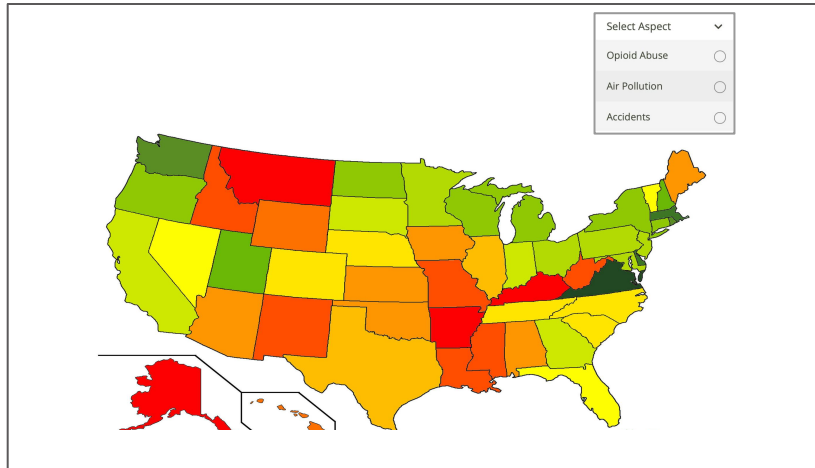 Select Aspect
Opioid Abuse
Air Pollution
Accidents